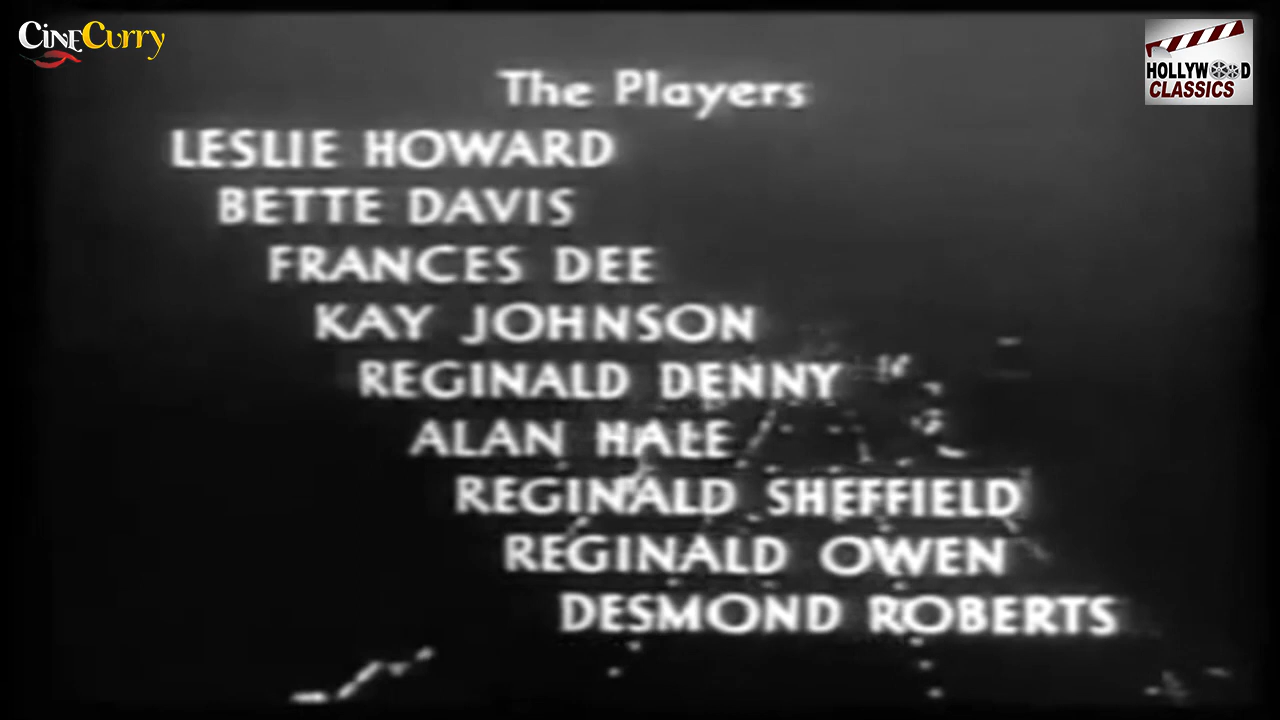 CINECURRY
HOLLYWOOD
CLASSICS
The Players
LESLIE HOWARD
BETTE DAVIS
FRANCES DEE
KAY JOHNSON
REGINALD DENNY
ALAN HALE
REGINALD SHEFFIELD
REGINALD OWEN
DESMOND ROBERTS